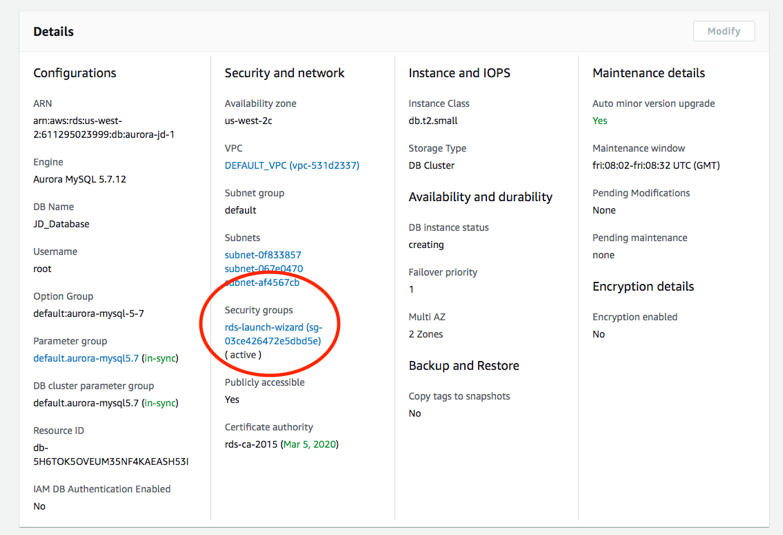 Details
Modify
Configurations
ARN
arn:aws:rds:us-west-
2:611295023999:db:aurora-jd-1
Engine
Aurora MySQL 5.7.12
DB Name
JD_Database
Username
root
Option Group
default:aurora-mysql-5-7
Parameter group
default.aurora-mysql5.7 (in-sync)
DB cluster parameter group
default.aurora-mysql5.7 (in-sync)
Resource ID
db-
5H6TOK5OVEUM35NF4KAEASH53I
IAM DB Authentication Enabled
No
Security and network
Availability zone
us-west-2c
VPC
DEFAULT_VPC (vpc-531d2337)
Subnet group
default
Subnets
subnet-0f833857
subnet-067e0470
subnet-af4567cb
Security groups
rds-launch-wizard (sg-
03ce426472e5dbd5e)
( active )
Publicly accessible
Yes
Certificate authority
rds-ca-2015 (Mar 5, 2020)
Instance and IOPS
Instance Class
db.t2.small
Storage Type
DB Cluster
Availability and durability
DB instance status
creating
Failover priority
1
Multi AZ
2 Zones
Backup and Restore
Copy tags to snapshots
No
Maintenance details
Auto minor version upgrade
Yes
Maintenance window
fri:08:02-fri:08:32 UTC (GMT)
Pending Modifications
None
Pending maintenance
none
Encryption details
Encryption enabled
No